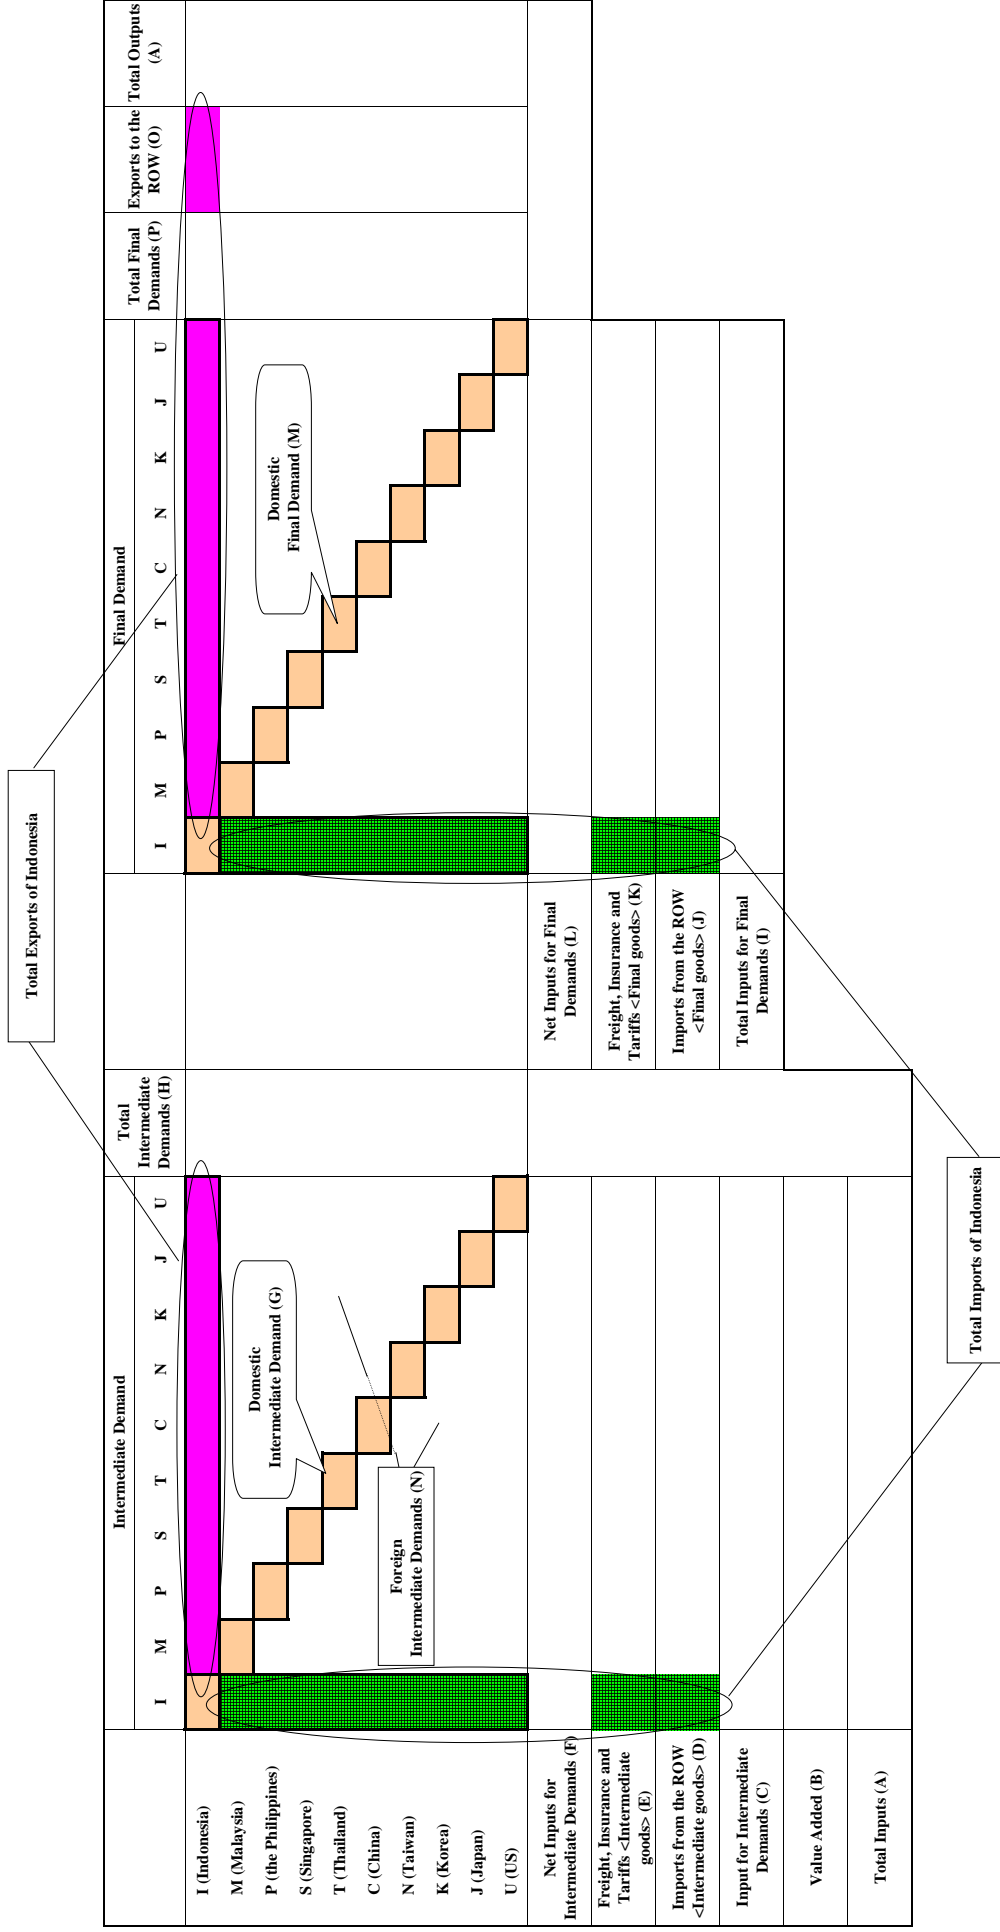 Total Exports of Indonesia
Intermediate Demand
Total
Intermediate
Demands (H)
Final Demand
Total Final
Demands (P)
Exports to the
ROW (O)
Total Outputs
(A)
I
M
P
S
T
C
N
K
J
U
I
M
P
S
T
C
N
K
J
U
I (Indonesia)
M (Malaysia)
P (the Philippines)
S (Singapore)
T (Thailand)
C (China)
N (Taiwan)
K (Korea)
J (Japan)
U (US)
Domestic
Intermediate Demand (G)
Foreign
Intermediate Demands (N)
Domestic
Final Demand (M)
Net Inputs for
Intermediate Demands (F)
Net Inputs for Final
Demands (L)
Freight, Insurance and
Tariffs <Intermediate
goods> (E)
Freight, Insurance and
Tariffs <Final goods> (K)
Imports from the ROW
<Intermediate goods> (D)
Imports from the ROW
<Final goods> (J)
Input for Intermediate
Demands (C)
Total Inputs for Final
Demands (I)
Value Added (B)
Total Inputs (A)
Total Imports of Indonesia